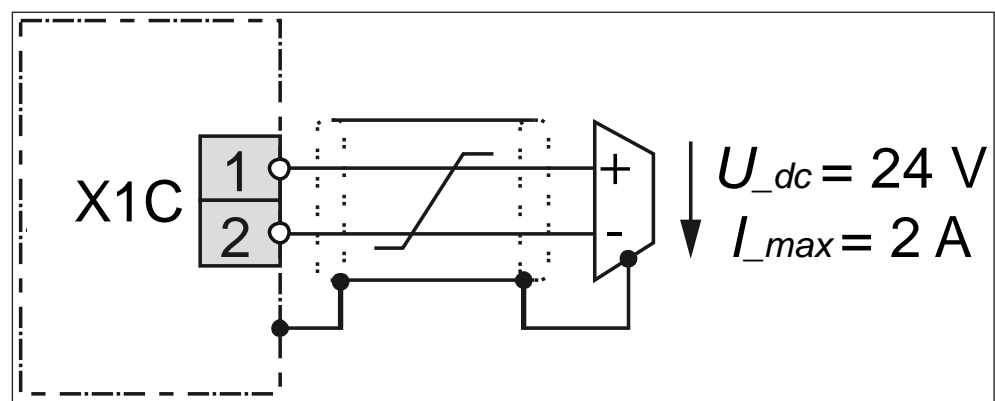 X1C
1
2
+
-
U_dc = 24 V
I_max = 2 A